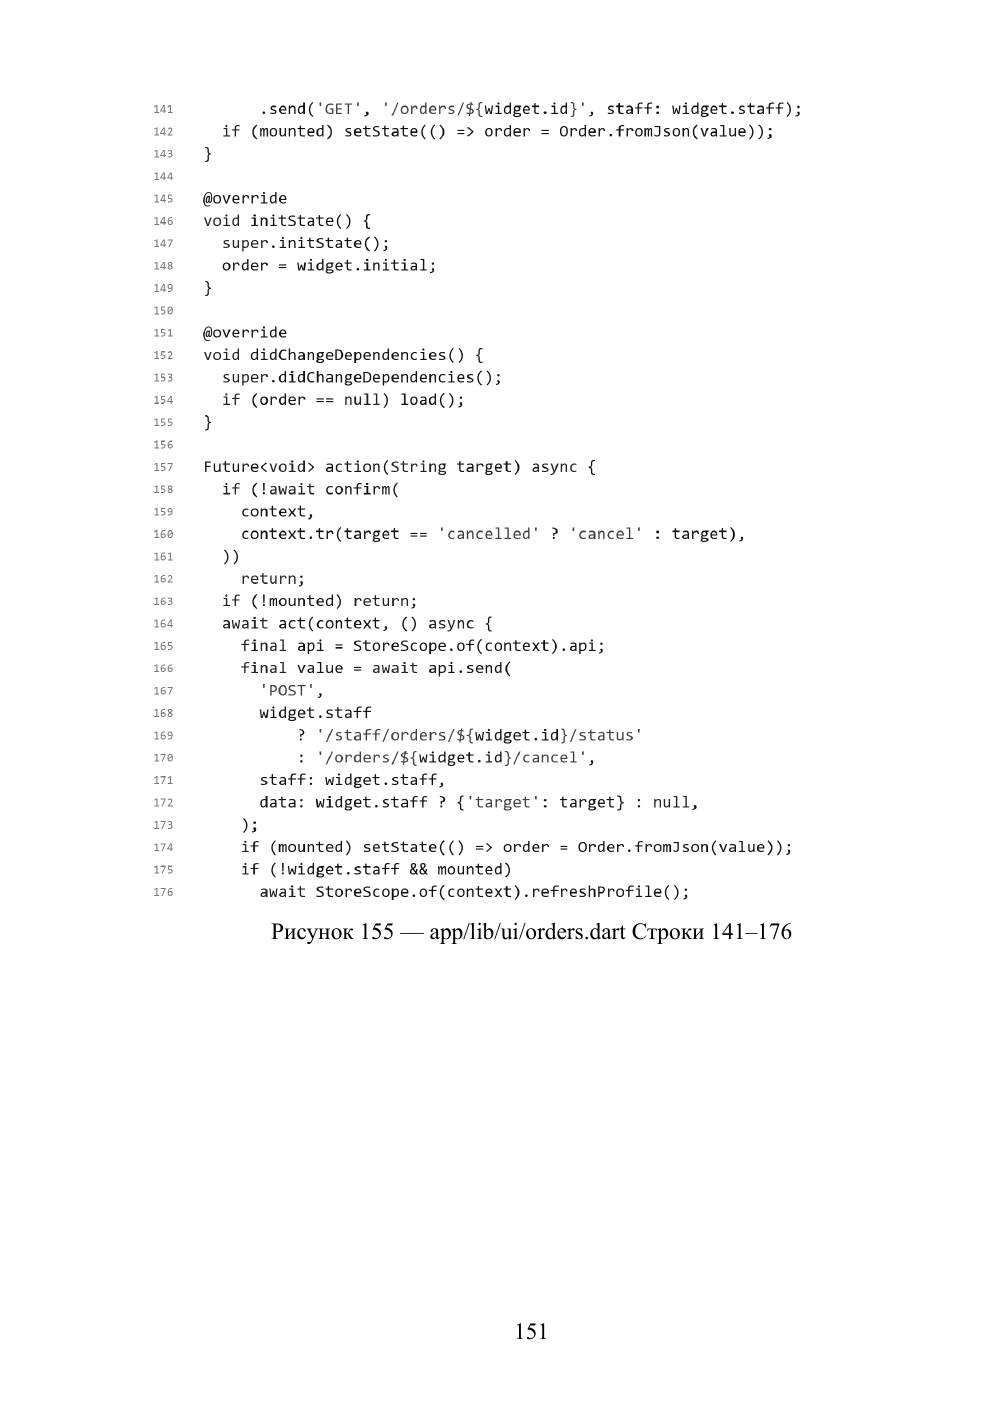 141 .send('GET', '/orders/${widget.id}', staff: widget.staff);
142 if (mounted) setState(() => order = Order.fromJson(value));
143 }
144
145 @override
146 void initState() {
147 super.initState();
148 order = widget.initial;
149 }
150
151 @override
152 void didChangeDependencies() {
153 super.didChangeDependencies();
154 if (order == null) load();
155 }
156
157 Future<void> action(String target) async {
158 if (!await confirm(
159 context,
160 context.tr(target == 'cancelled' ? 'cancel' : target),
161 ))
162 return;
163 if (!mounted) return;
164 await act(context, () async {
165 final api = StoreScope.of(context).api;
166 final value = await api.send(
167 'POST',
168 widget.staff
169 ? '/staff/orders/${widget.id}/status'
170 : '/orders/${widget.id}/cancel',
171 staff: widget.staff,
172 data: widget.staff ? {'target': target} : null,
173 );
174 if (mounted) setState(() => order = Order.fromJson(value));
175 if (!widget.staff && mounted)
176 await StoreScope.of(context).refreshProfile();
Рисунок 155 — app/lib/ui/orders.dart Строки 141–176
151